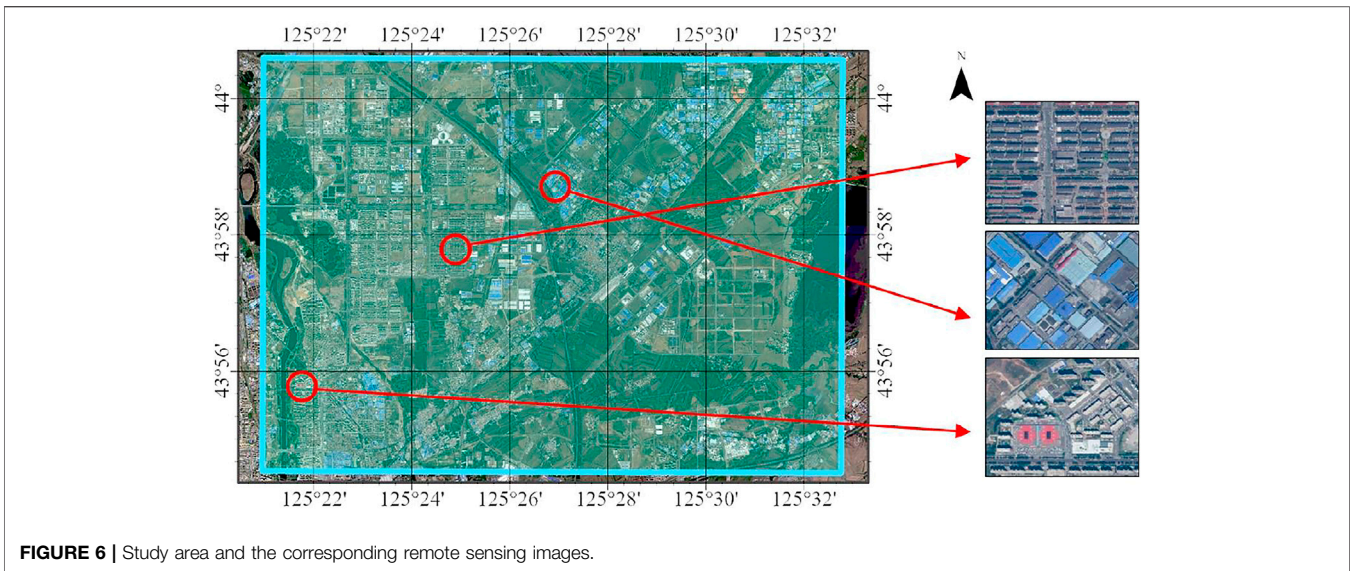 125°22' 125°24' 125°26' 125°28' 125°30' 125°32'
N
44° 44°
43°58' 43°58'
43°56' 43°56'
125°22' 125°24' 125°26' 125°28' 125°30' 125°32'
FIGURE 6 | Study area and the corresponding remote sensing images.